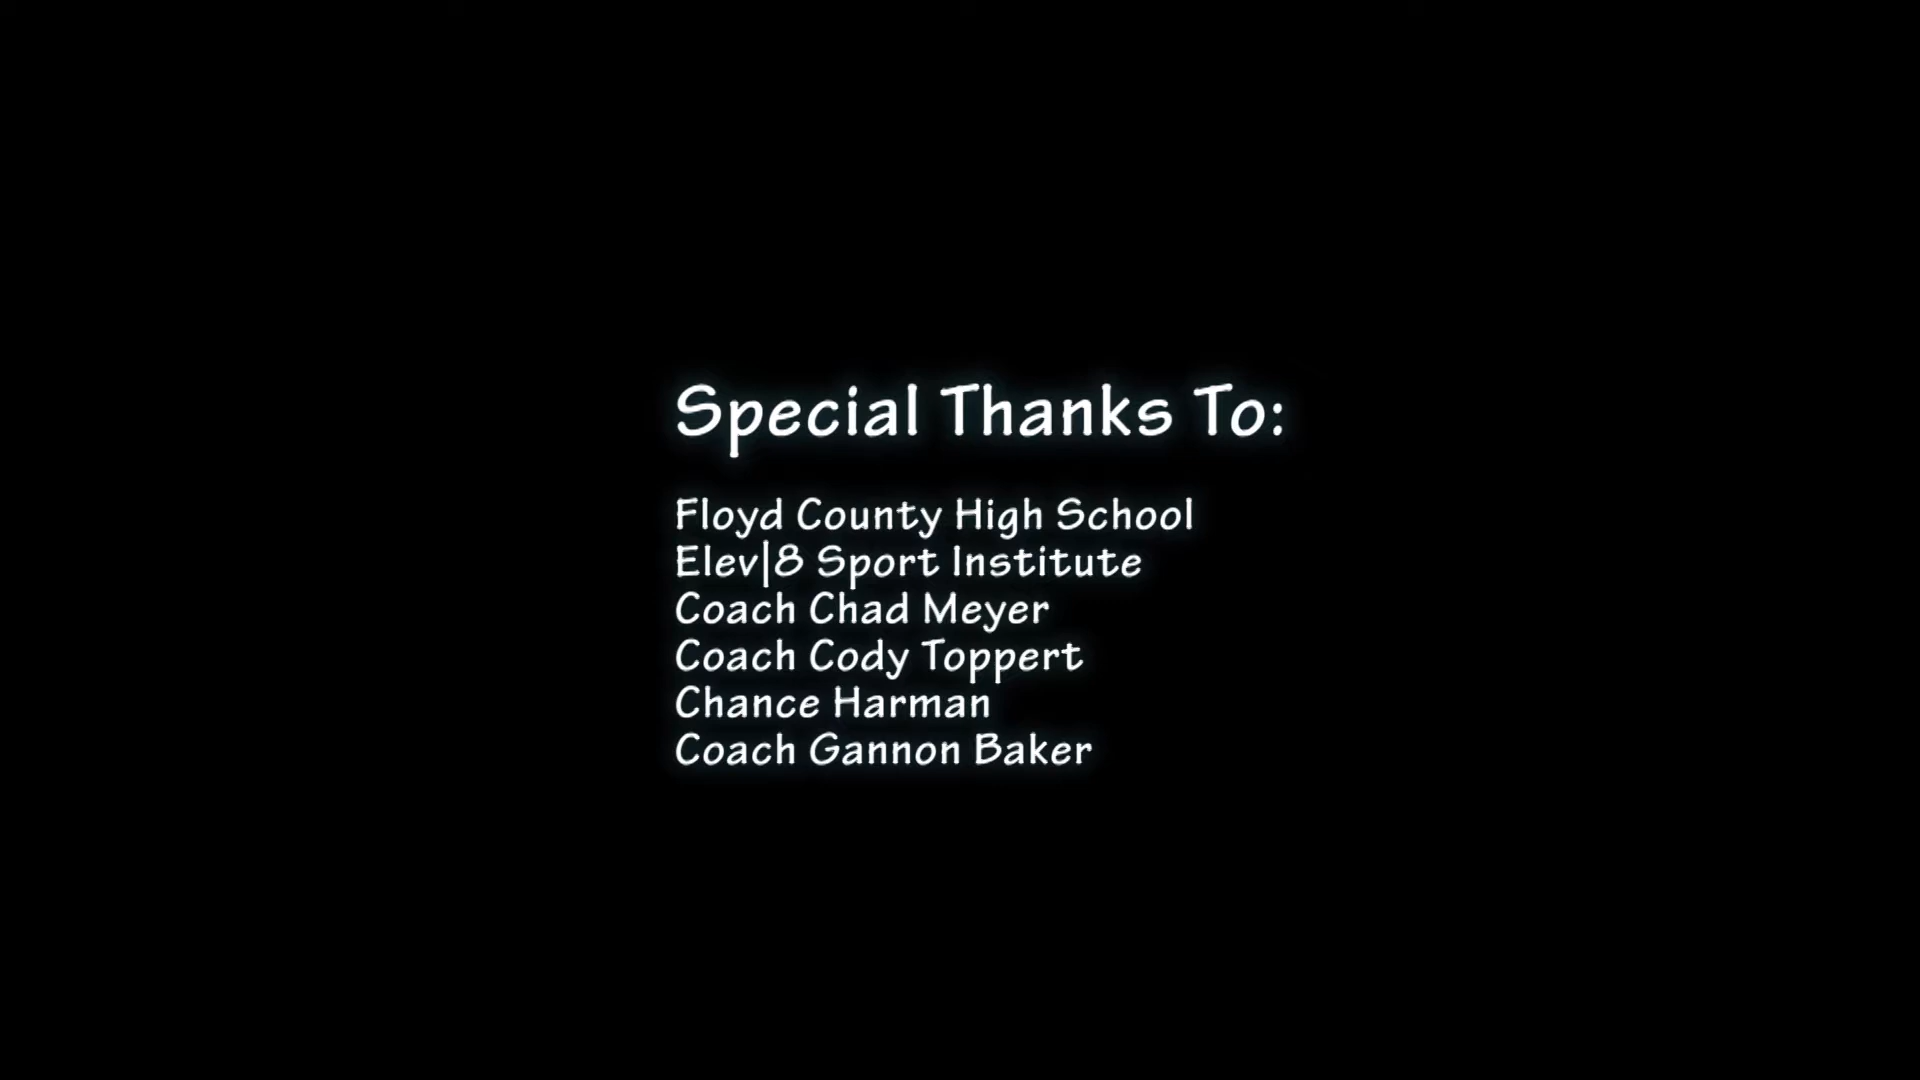 Special Thanks To:
Floyd County High School
Elev|8 Sport Institute
Coach Chad Meyer
Coach Cody Toppert
Chance Harman
Coach Gannon Baker